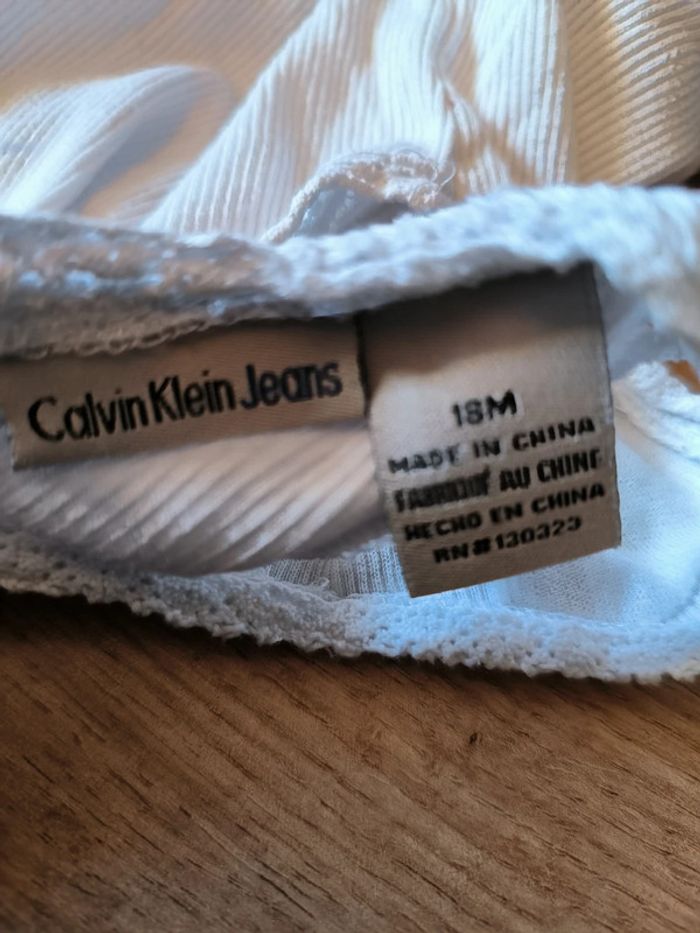 Calvin Klein Jeans
18M
MADE IN CHINA
FABRIQUÉ AU CHINE
HECHO EN CHINA
RN#130323